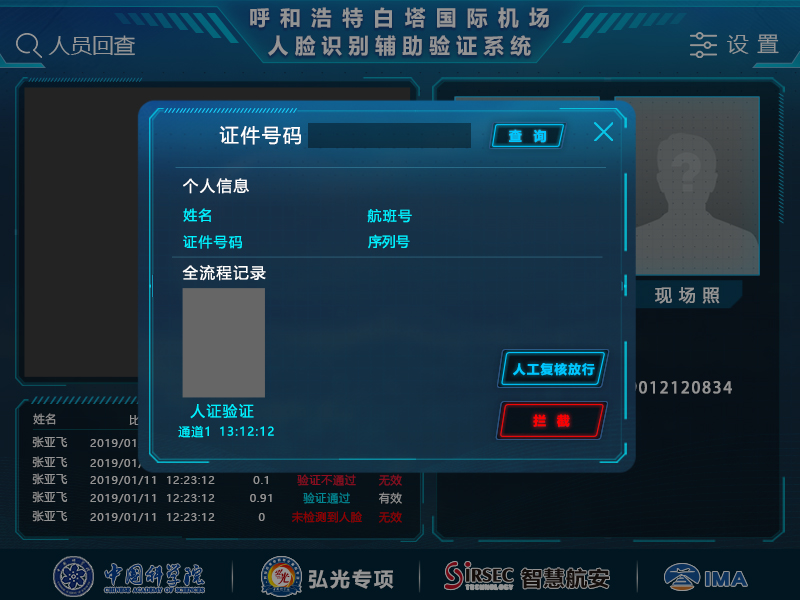 呼和浩特白塔国际机场
人脸识别辅助验证系统
人员回查
设置
证件号码
查询
个人信息
姓名
航班号
证件号码
序列号
全流程记录
人证验证
通道1 13:12:12
人工复核放行
拦截
现场照
9012120834
姓名 比
张亚飞 2019/01
张亚飞 2019/01/
张亚飞 2019/01/11 12:23:12 0.1 验证不通过 无效
张亚飞 2019/01/11 12:23:12 0.91 验证通过 有效
张亚飞 2019/01/11 12:23:12 0 未检测到人脸 无效
中国科学院
CHINESE ACADEMY OF SCIENCES
弘光专项
SIRSEC
TECHNOLOGY
智慧航安
IMA